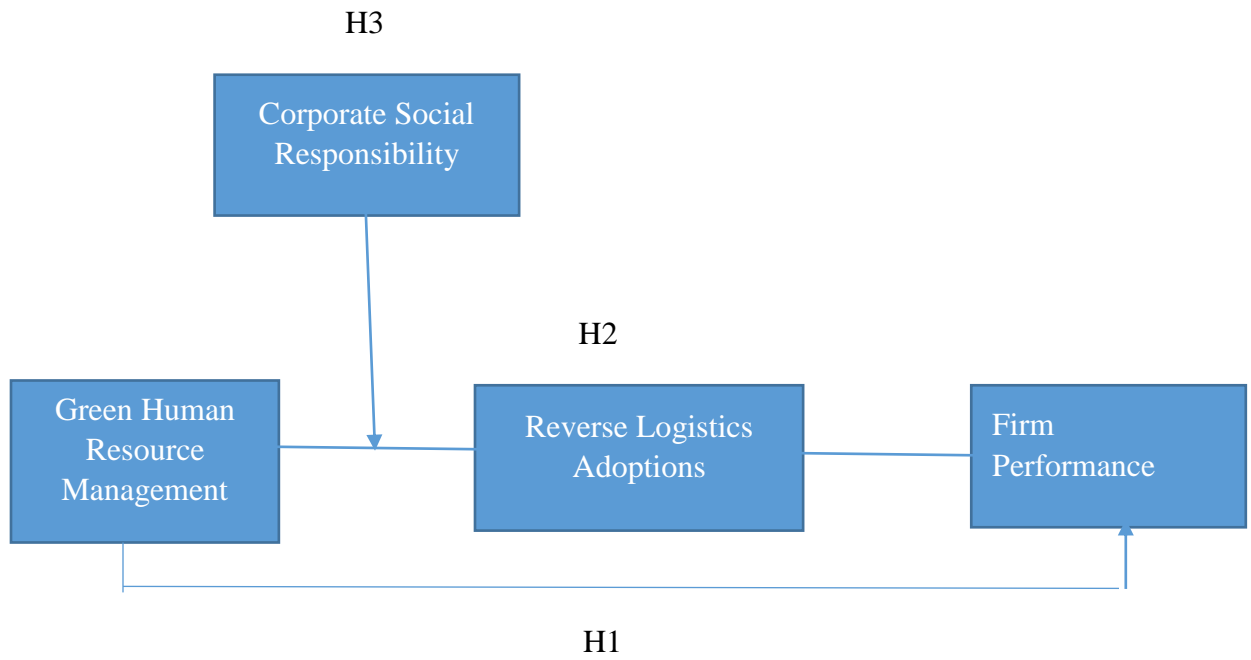 H3
Corporate Social
Responsibility
H2
Green Human
Resource
Management
Reverse Logistics
Adoptions
Firm
Performance
H1